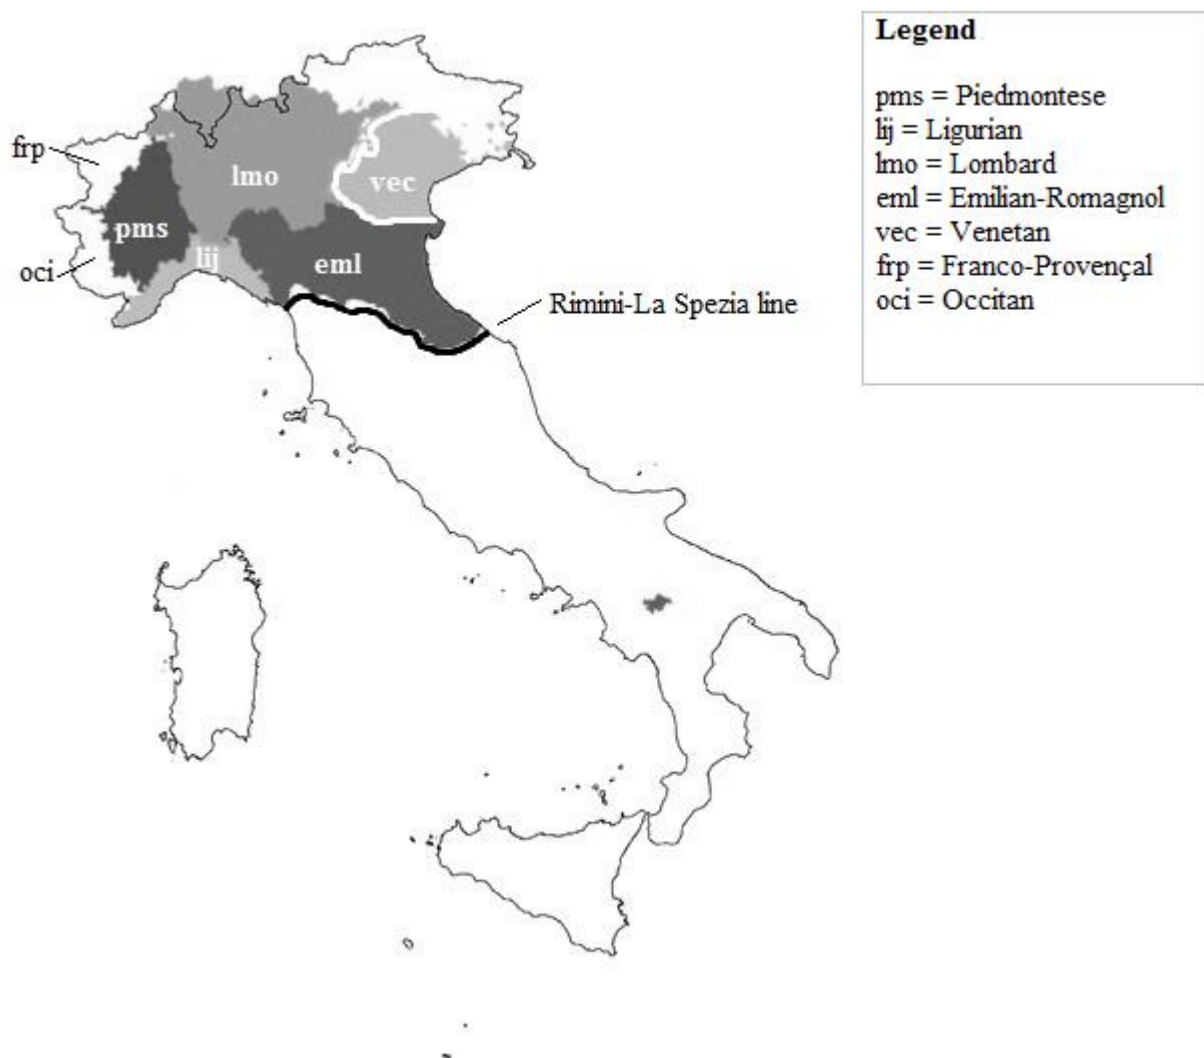 Legend
pms = Piedmontese
lij = Ligurian
lmo = Lombard
eml = Emilian-Romagnol
vec = Venetan
frp = Franco-Provençal
oci = Occitan
frp
lmo
vec
pms
oci
lij
eml
Rimini-La Spezia line